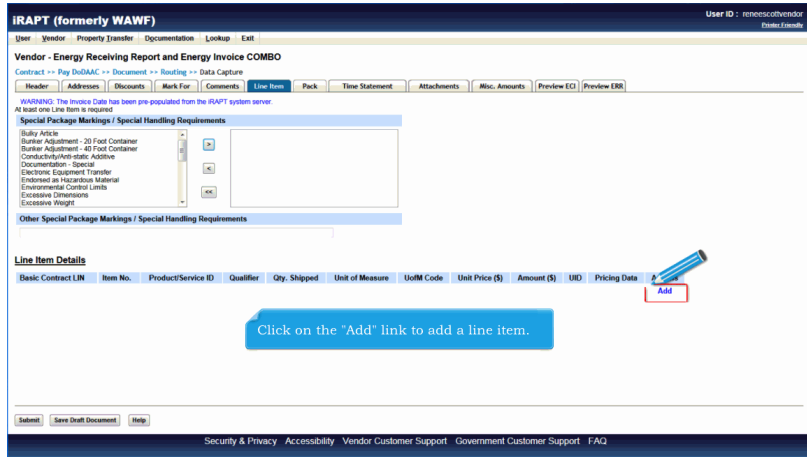 iRAPT (formerly WAWF)
User ID : reneescottvendor
Printer Friendly
User Vendor Property Transfer Documentation Lookup Exit
Vendor - Energy Receiving Report and Energy Invoice COMBO
Contract >> Pay DoDAAC >> Document >> Routing >> Data Capture
Header Addresses Discounts Mark For Comments Line Item Pack Time Statement Attachments Misc. Amounts Preview ECI Preview ERR
WARNING: The Invoice Date has been pre-populated from the iRAPT system server.
At least one Line Item is required
Special Package Markings / Special Handling Requirements
Bulky Article
Bunker Adjustment - 20 Foot Container
Bunker Adjustment - 40 Foot Container
Conductivity/Anti-static Additive
Documentation - Special
Electronic Equipment Transfer
Endorsed as Hazardous Material
Environmental Control Limits
Excessive Dimensions
Excessive Weight
>
<
<<
Other Special Package Markings / Special Handling Requirements
Line Item Details
Basic Contract LIN Item No. Product/Service ID Qualifier Qty. Shipped Unit of Measure UofM Code Unit Price ($) Amount ($) UID Pricing Data
Add
Click on the "Add" link to add a line item.
Submit Save Draft Document Help
Security & Privacy Accessibility Vendor Customer Support Government Customer Support FAQ